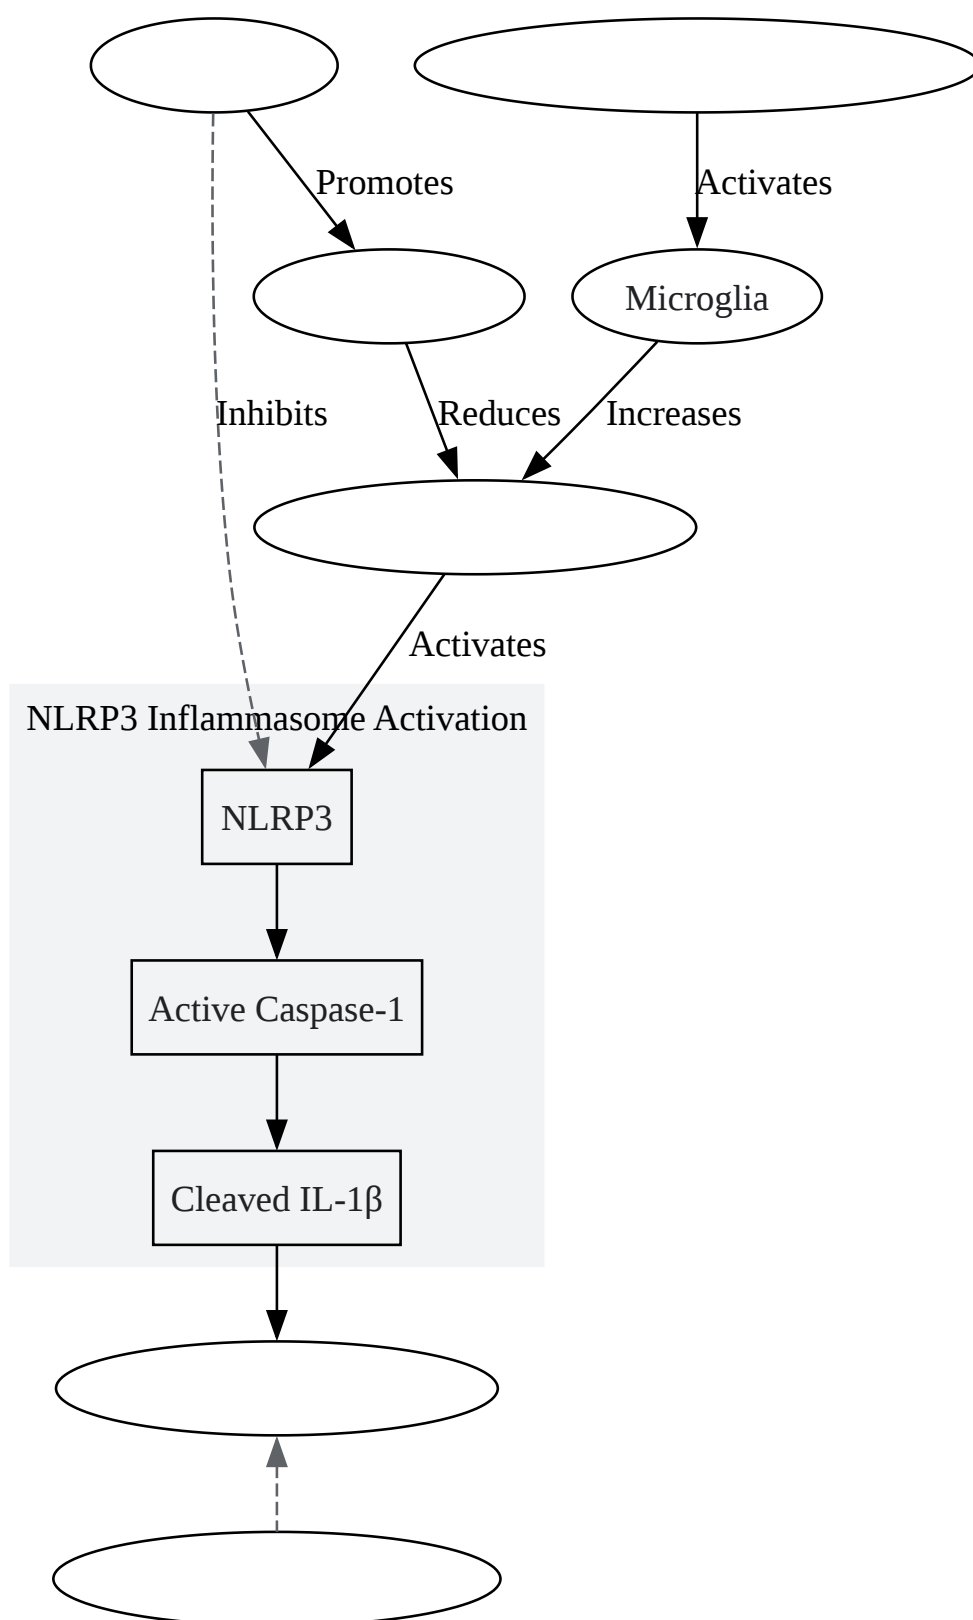 Promotes
Activates
Microglia
Inhibits
Reduces
Increases
Activates
NLRP3 Inflammasome Activation
NLRP3
Active Caspase-1
Cleaved IL-1β